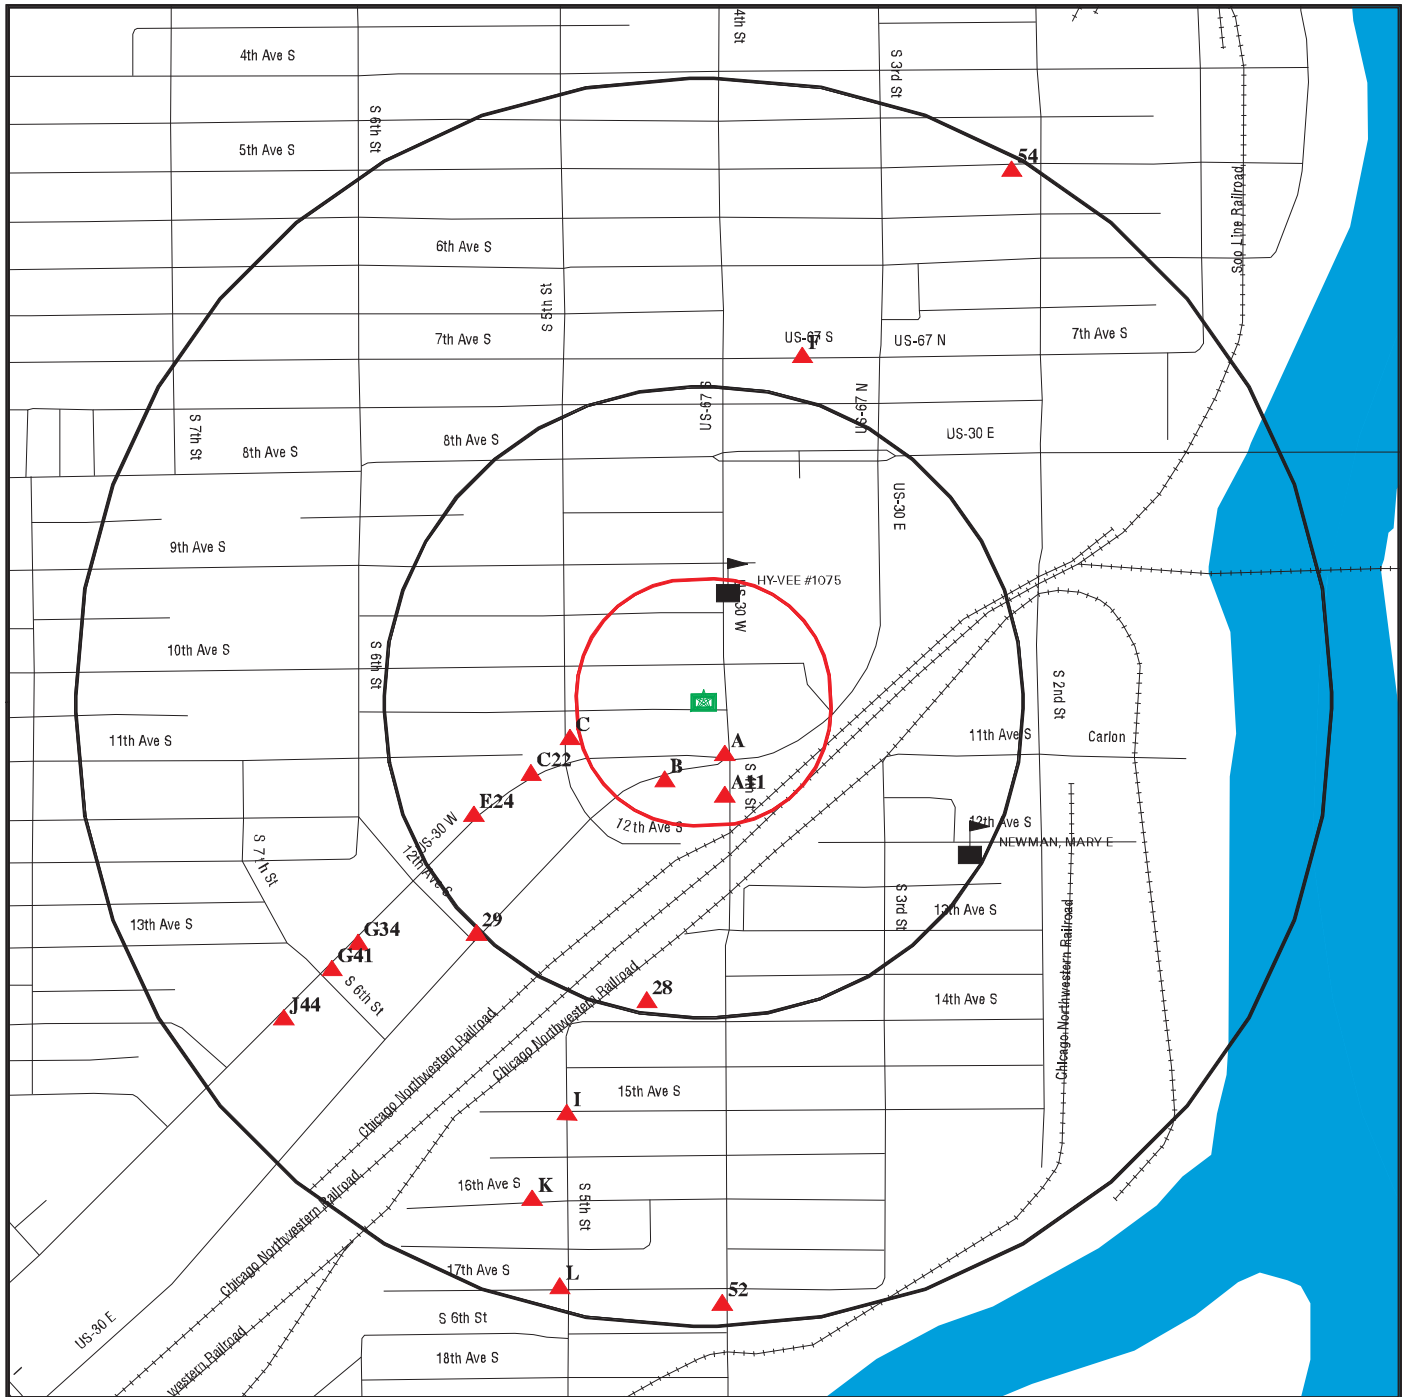 4th St
4th Ave S
S 3rd St
S 6th St
5th Ave S
54
Soo Line Railroad
6th Ave S
S 5th St
7th Ave S
US-67 S
F
US-67 N
7th Ave S
US-67 S
US-67 N
S 7th St
8th Ave S
8th Ave S
US-30 E
US-30 E
9th Ave S
HY-VEE #1075
US-30 W
10th Ave S
S 6th St
S 2nd St
11th Ave S
C
A
11th Ave S
Carlon
C22
B
S 4th St
A11
E24
US-30 W
12th Ave S
12th Ave S
NEWMAN, MARY E
S 7th St
12th Ave S
S 3rd St
13th Ave S
13th Ave S
29
G34
G41
S 6th St
28
14th Ave S
J44
Chicago Northwestern Railroad
Chicago Northwestern Railroad
Chicago Northwestern Railroad
15th Ave S
I
16th Ave S
K
S 5th St
Chicago Northwestern Railroad
17th Ave S
L
52
US-30 E
S 6th St
18th Ave S
western Railroad